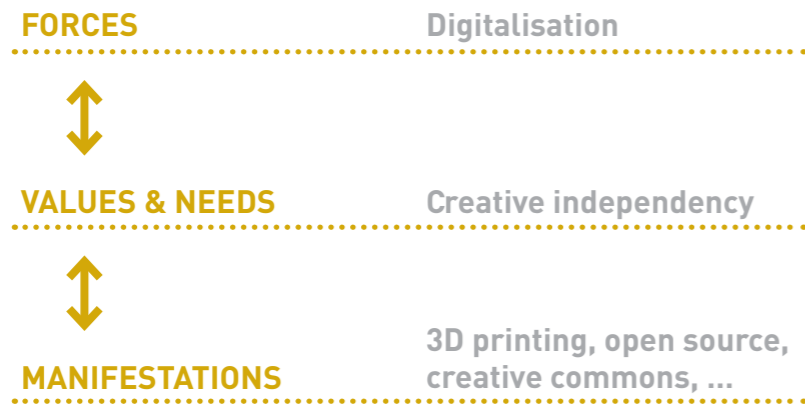 FORCES Digitalisation
VALUES & NEEDS Creative independency
3D printing, open source,
MANIFESTATIONS creative commons, ...